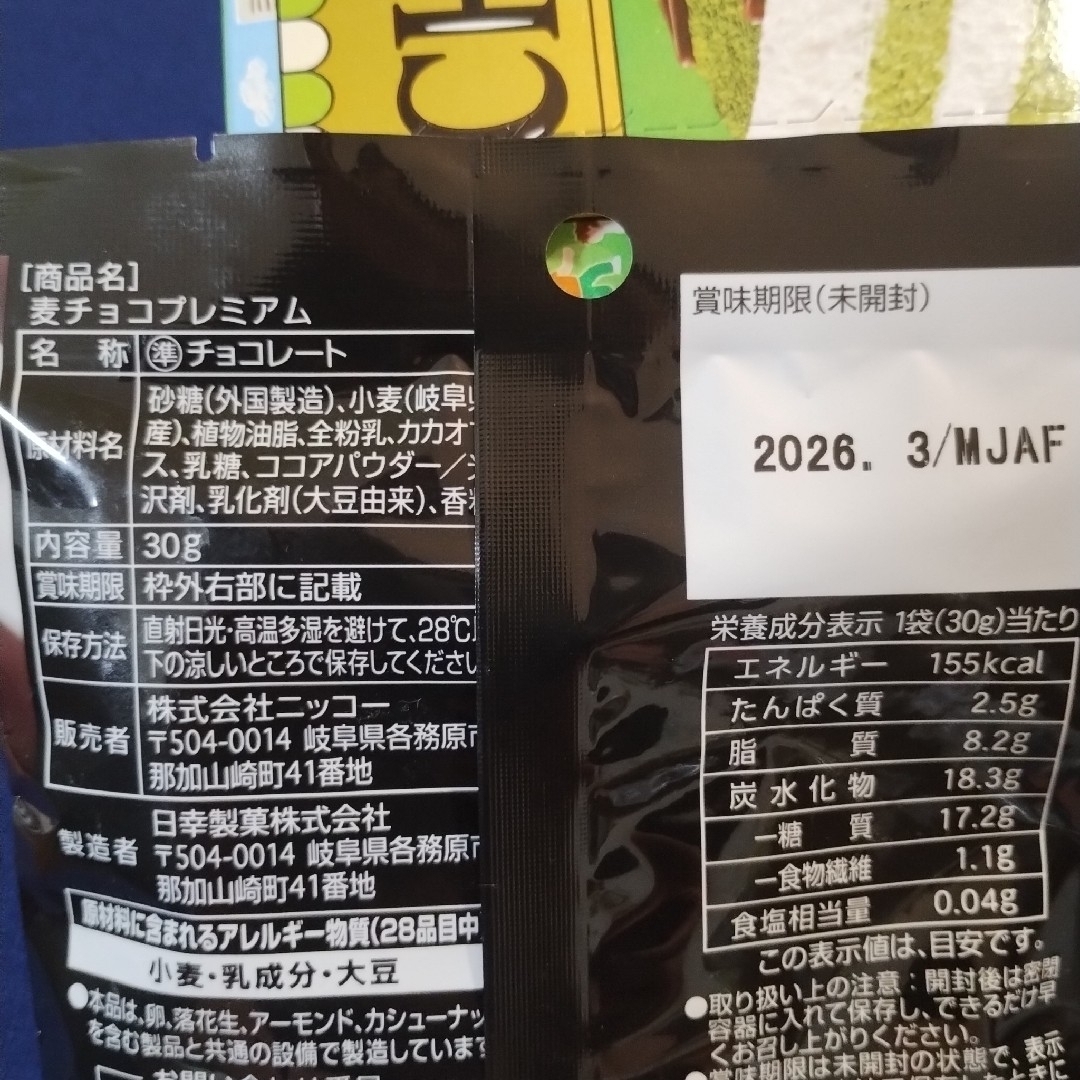 CH
[商品名]
麦チョコプレミアム
名 称 ㊜チョコレート
原材料名 砂糖(外国製造)、小麦(岐阜県
産)、植物油脂、全粉乳、カカオマ
ス、乳糖、ココアパウダー/
沢剤、乳化剤(大豆由来)、香料
内容量 30g
賞味期限 枠外右部に記載
保存方法 直射日光・高温多湿を避けて、28℃
下の涼しいところで保存してくださ
販売者 株式会社ニッコー
〒504-0014 岐阜県各務原市
那加山崎町41番地
製造者 日幸製菓株式会社
〒504-0014 岐阜県各務原市
那加山崎町41番地
原材料に含まれるアレルギー物質(28品目中
小麦・乳成分・大豆
●本品は、卵、落花生、アーモンド、カシューナッ
を含む製品と共通の設備で製造していま
賞味期限(未開封)
2026. 3/MJAF
栄養成分表示 1袋(30g)当たり
エネルギー 155kcal
たんぱく質 2.5g
脂 質 8.2g
炭水化物 18.3g
-糖 質 17.2g
-食物繊維 1.1g
食塩相当量 0.04g
この表示値は、目安です。
●取り扱い上の注意:開封後は密閉
容器に入れて保存し、できるだけ早
くお召し上がりください。
●賞味期限は未開封の状態で、表示